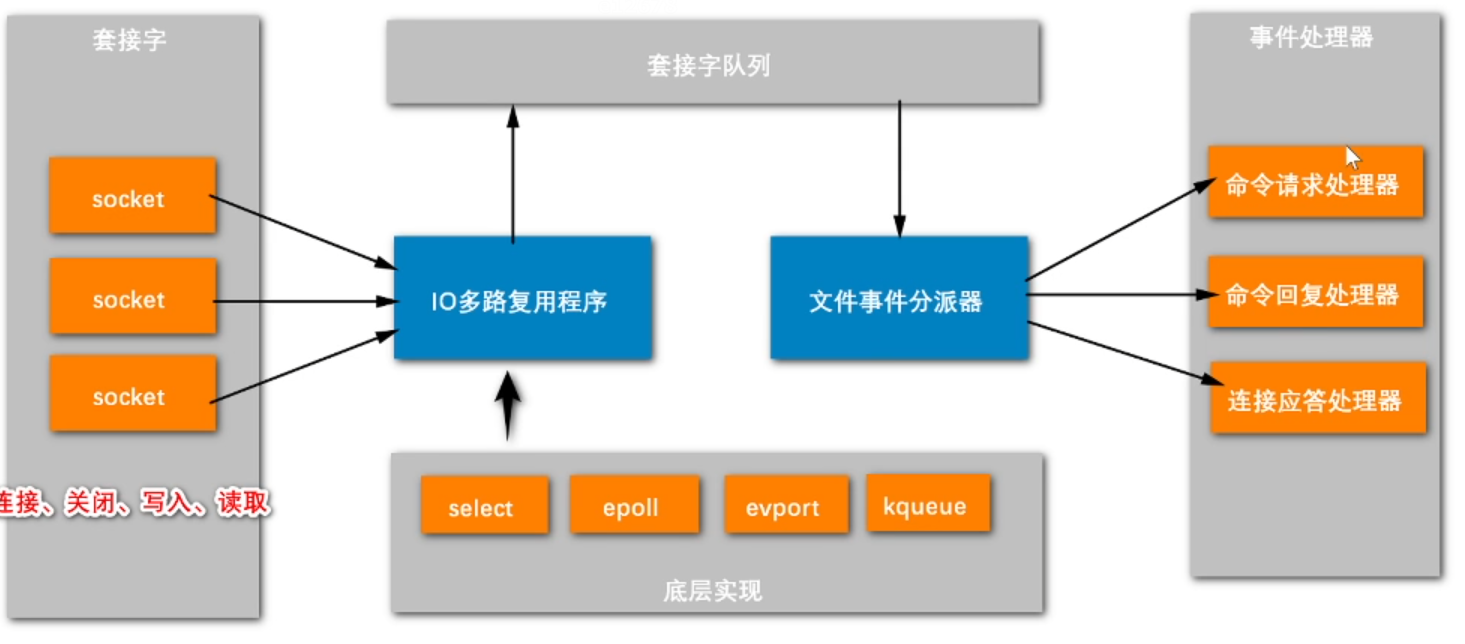 套接字
socket
socket
socket
连接、关闭、写入、读取
套接字队列
IO多路复用程序
文件事件分派器
select
epoll
evport
kqueue
底层实现
事件处理器
命令请求处理器
命令回复处理器
连接应答处理器